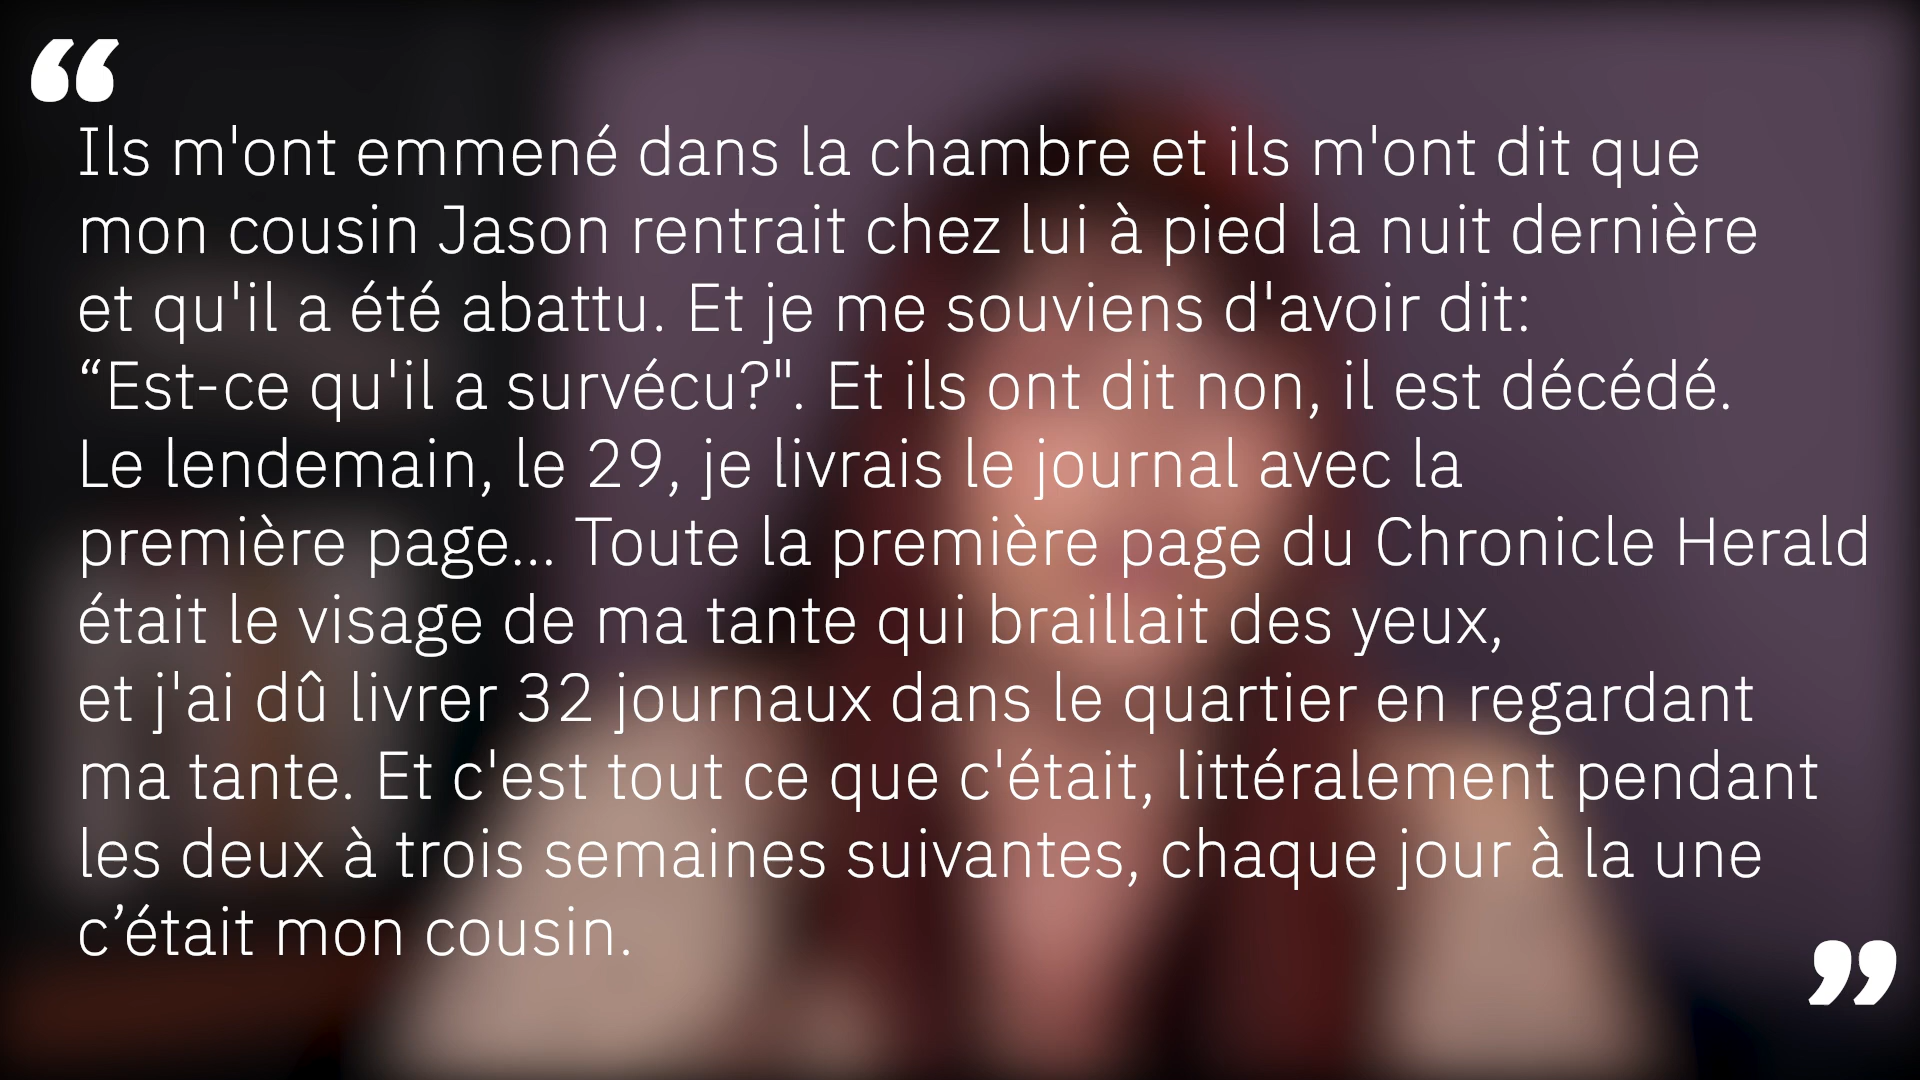 “
Ils m'ont emmené dans la chambre et ils m'ont dit que
mon cousin Jason rentrait chez lui à pied la nuit dernière
et qu'il a été abattu. Et je me souviens d'avoir dit:
“Est-ce qu'il a survécu?". Et ils ont dit non, il est décédé.
Le lendemain, le 29, je livrais le journal avec la
première page... Toute la première page du Chronicle Herald
était le visage de ma tante qui braillait des yeux,
et j'ai dû livrer 32 journaux dans le quartier en regardant
ma tante. Et c'est tout ce que c'était, littéralement pendant
les deux à trois semaines suivantes, chaque jour à la une
c’était mon cousin.
”